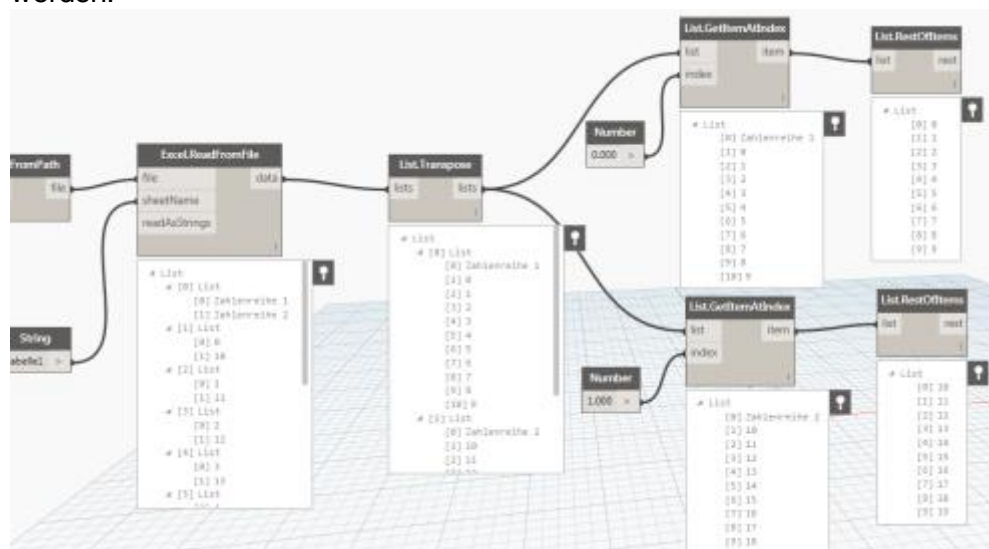 werden.
List.GetItemAtIndex
list item
index
List.RestOfItems
list rest
Number
0.000 >
List
[0] Zahlenreihe 1
[1] 0
[2] 1
[3] 2
[4] 3
[5] 4
[6] 5
[7] 6
[8] 7
[9] 8
[10] 9
List
[0] 0
[1] 1
[2] 2
[3] 3
[4] 4
[5] 5
[6] 6
[7] 7
[8] 8
[9] 9
FromPath
file
Excel.ReadFromFile
file data
sheetName
readAsStrings
List.Transpose
lists lists
String
abelle1 >
List
[0] List
[0] Zahlenreihe 1
[1] Zahlenreihe 2
[1] List
[0] 0
[1] 10
[2] List
[0] 1
[1] 11
[3] List
[0] 2
[1] 12
[4] List
[0] 3
[1] 13
[5] List
List
[0] List
[0] Zahlenreihe 1
[1] 0
[2] 1
[3] 2
[4] 3
[5] 4
[6] 5
[7] 6
[8] 7
[9] 8
[10] 9
[1] List
[0] Zahlenreihe 2
[1] 10
[2] 11
List.GetItemAtIndex
list item
index
List.RestOfItems
list rest
Number
1.000 >
List
[0] Zahlenreihe 2
[1] 10
[2] 11
[3] 12
[4] 13
[5] 14
[6] 15
[7] 16
[8] 17
[9] 18
List
[0] 10
[1] 11
[2] 12
[3] 13
[4] 14
[5] 15
[6] 16
[7] 17
[8] 18
[9] 19